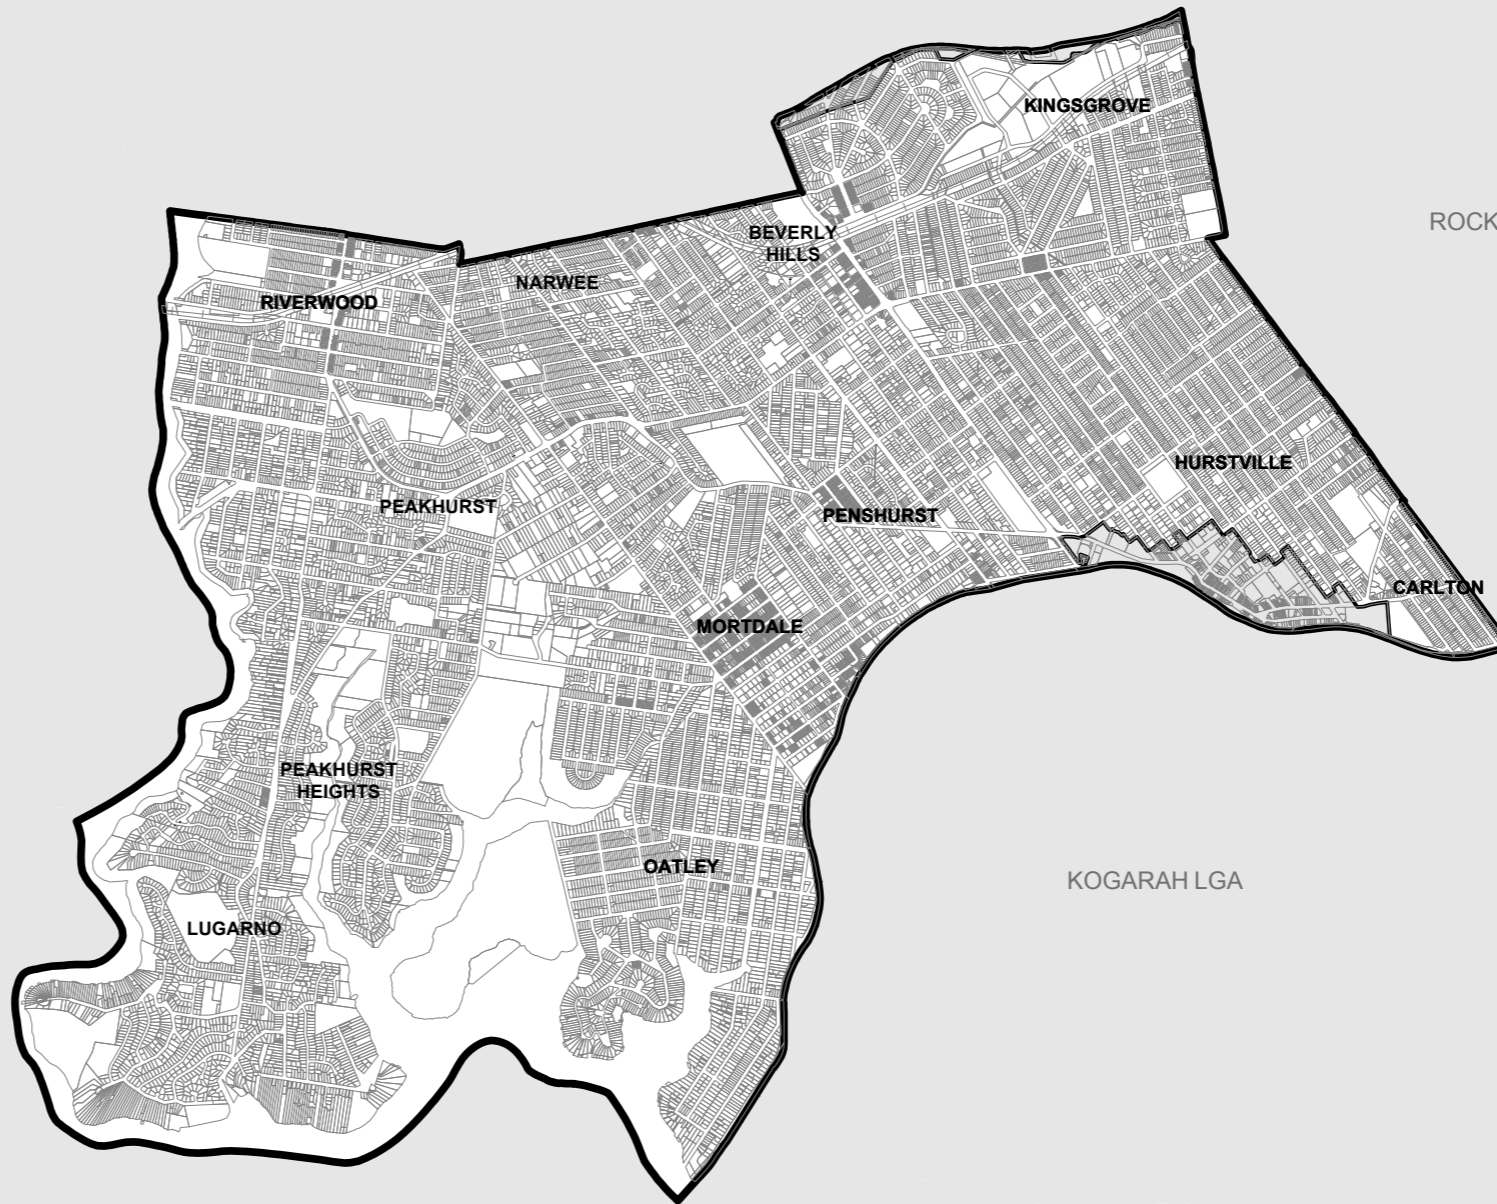 KINGSGROVE
ROCK
BEVERLY
HILLS
NARWEE
RIVERWOOD
HURSTVILLE
PEAKHURST
PENSHURST
CARLTON
MORTDALE
PEAKHURST
HEIGHTS
OATLEY
KOGARAH LGA
LUGARNO